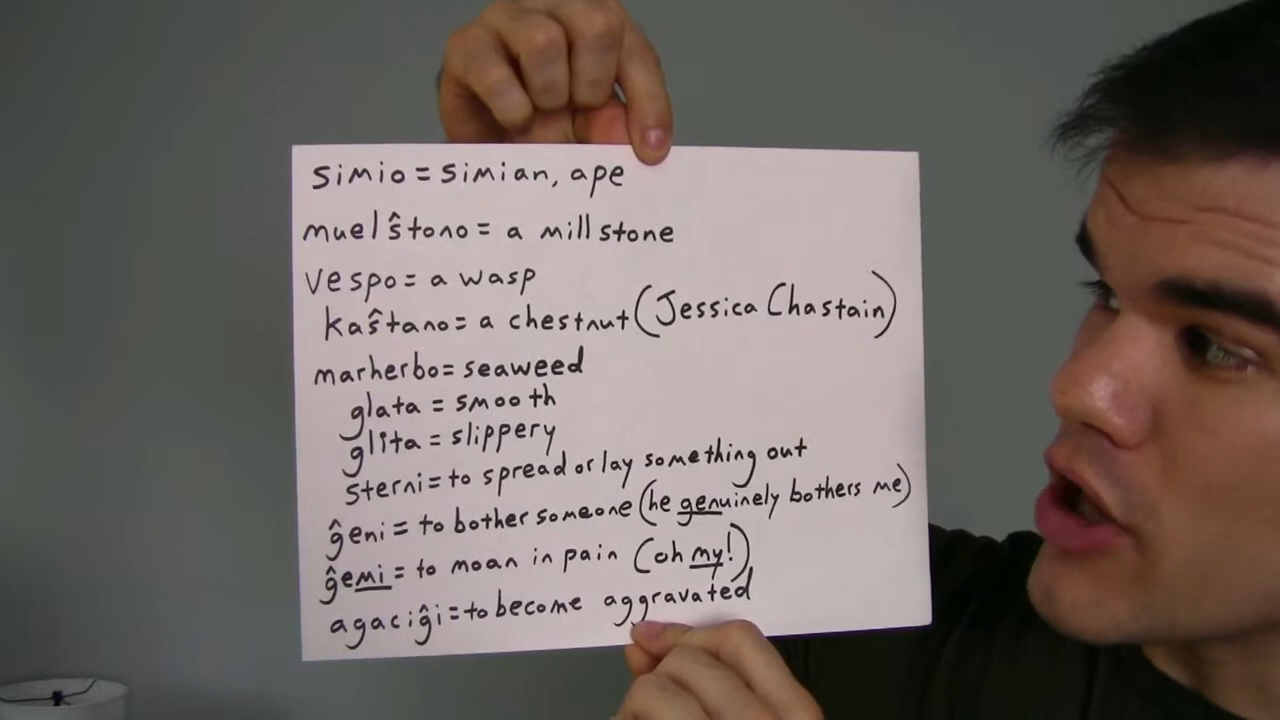 simio = simian, ape
muelŝtono = a mill stone
vespo = a wasp
kaŝtano = a chestnut (Jessica Chastain)
marherbo = seaweed
glata = smooth
glita = slippery
sterni = to spread or lay something out
ĝeni = to bother someone (he genuinely bothers me)
ĝemi = to moan in pain (oh my!)
agaciĝi = to become aggravated